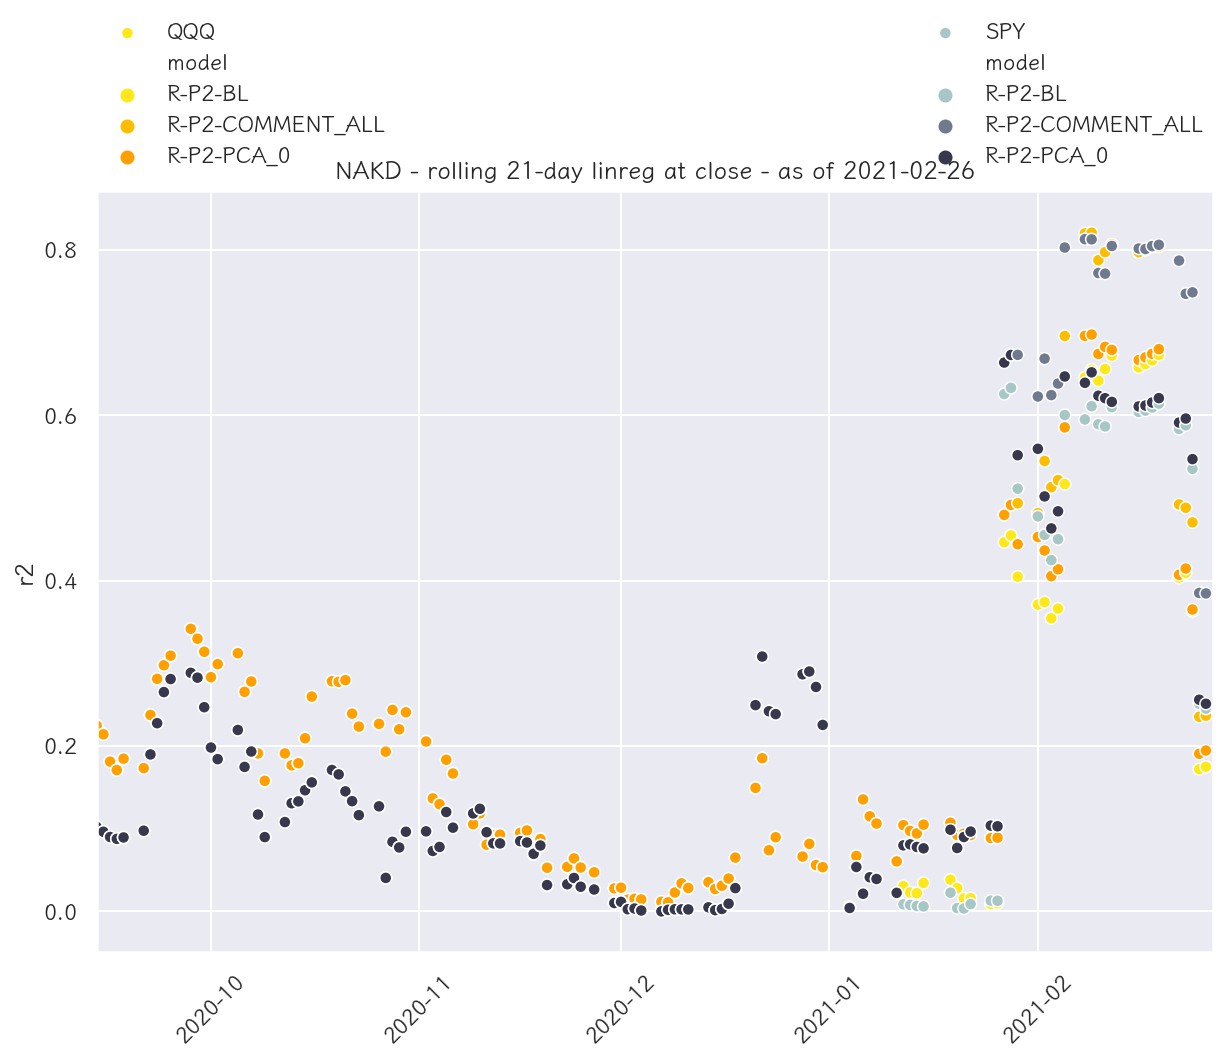 QQQ
model
R-P2-BL
R-P2-COMMENT_ALL
R-P2-PCA_0
SPY
model
R-P2-BL
R-P2-COMMENT_ALL
R-P2-PCA_0
NAKD - rolling 21-day linreg at close - as of 2021-02-26
0.8
0.6
0.4
0.2
0.0
r2
2020-10
2020-11
2020-12
2021-01
2021-02